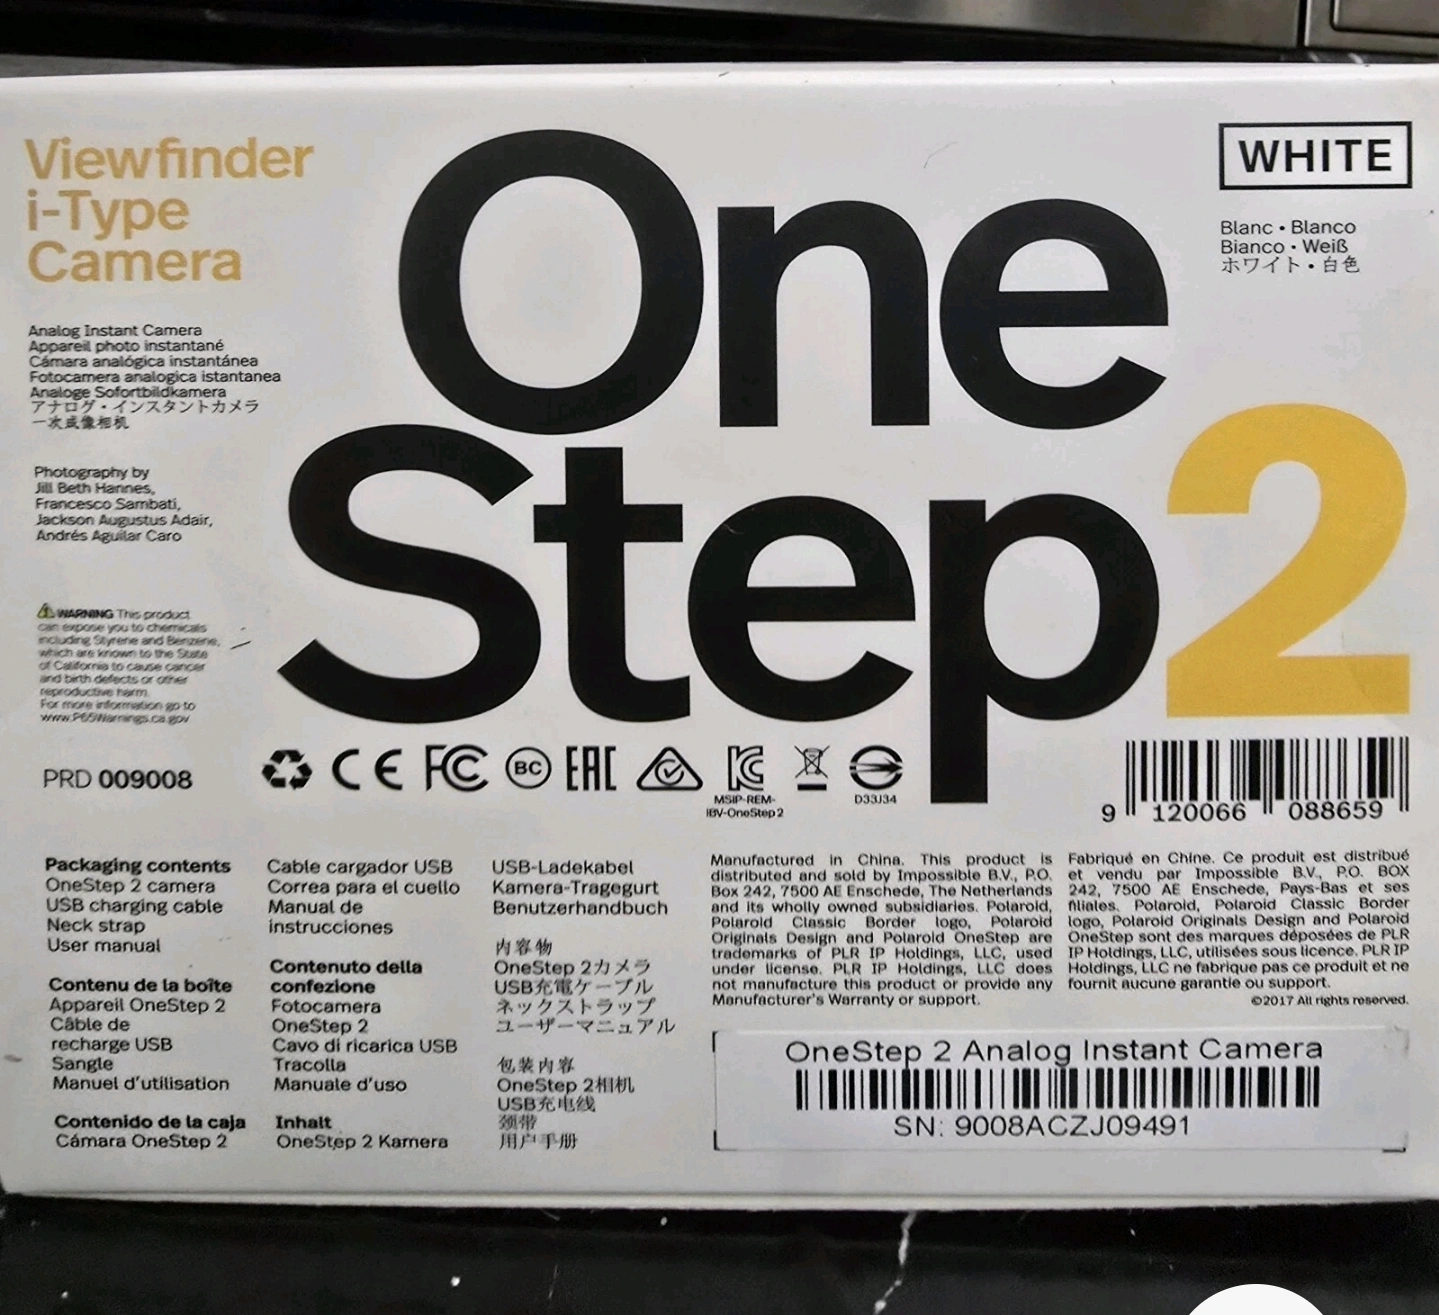 Viewfinder
i-Type
Camera
Analog Instant Camera
Appareil photo instantané
Cámara analógica instantánea
Fotocamera analogica istantanea
Analoge Sofortbildkamera
アナログ・インスタントカメラ
一次成像相机
Photography by
Jill Beth Hannes,
Francesco Sambati,
Jackson Augustus Adair,
Andrés Aguilar Caro
WARNING This product
can expose you to chemicals
including Styrene and Benzene,
which are known to the State
of California to cause cancer
and birth defects or other
reproductive harm.
For more information go to
www.P65Warnings.ca.gov
PRD 009008
One
Step2
WHITE
Blanc • Blanco
Bianco • Weiß
ホワイト • 白色
CE FC BC EAC
MSIP-REM-
IBV-OneStep 2
D33J34
9 120066 088659
Packaging contents
OneStep 2 camera
USB charging cable
Neck strap
User manual
Contenu de la boîte
Appareil OneStep 2
Câble de
recharge USB
Sangle
Manuel d'utilisation
Contenido de la caja
Cámara OneStep 2
Cable cargador USB
Correa para el cuello
Manual de
instrucciones
Contenuto della
confezione
Fotocamera
OneStep 2
Cavo di ricarica USB
Tracolla
Manuale d'uso
Inhalt
OneStep 2 Kamera
USB-Ladekabel
Kamera-Tragegurt
Benutzerhandbuch
内容物
OneStep 2カメラ
USB充電ケーブル
ネックストラップ
ユーザーマニュアル
包装内容
OneStep 2相机
USB充电线
颈带
用户手册
Manufactured in China. This product is
distributed and sold by Impossible B.V., P.O.
Box 242, 7500 AE Enschede, The Netherlands
and its wholly owned subsidiaries. Polaroid,
Polaroid Classic Border logo, Polaroid
Originals Design and Polaroid OneStep are
trademarks of PLR IP Holdings, LLC, used
under license. PLR IP Holdings, LLC does
not manufacture this product or provide any
Manufacturer's Warranty or support.
Fabriqué en Chine. Ce produit est distribué
et vendu par Impossible B.V., P.O. BOX
242, 7500 AE Enschede, Pays-Bas et ses
filiales. Polaroid, Polaroid Classic Border
logo, Polaroid Originals Design and Polaroid
OneStep sont des marques déposées de PLR
IP Holdings, LLC, utilisées sous licence. PLR IP
Holdings, LLC ne fabrique pas ce produit et ne
fournit aucune garantie ou support.
©2017 All rights reserved.
OneStep 2 Analog Instant Camera
SN: 9008ACZJ09491